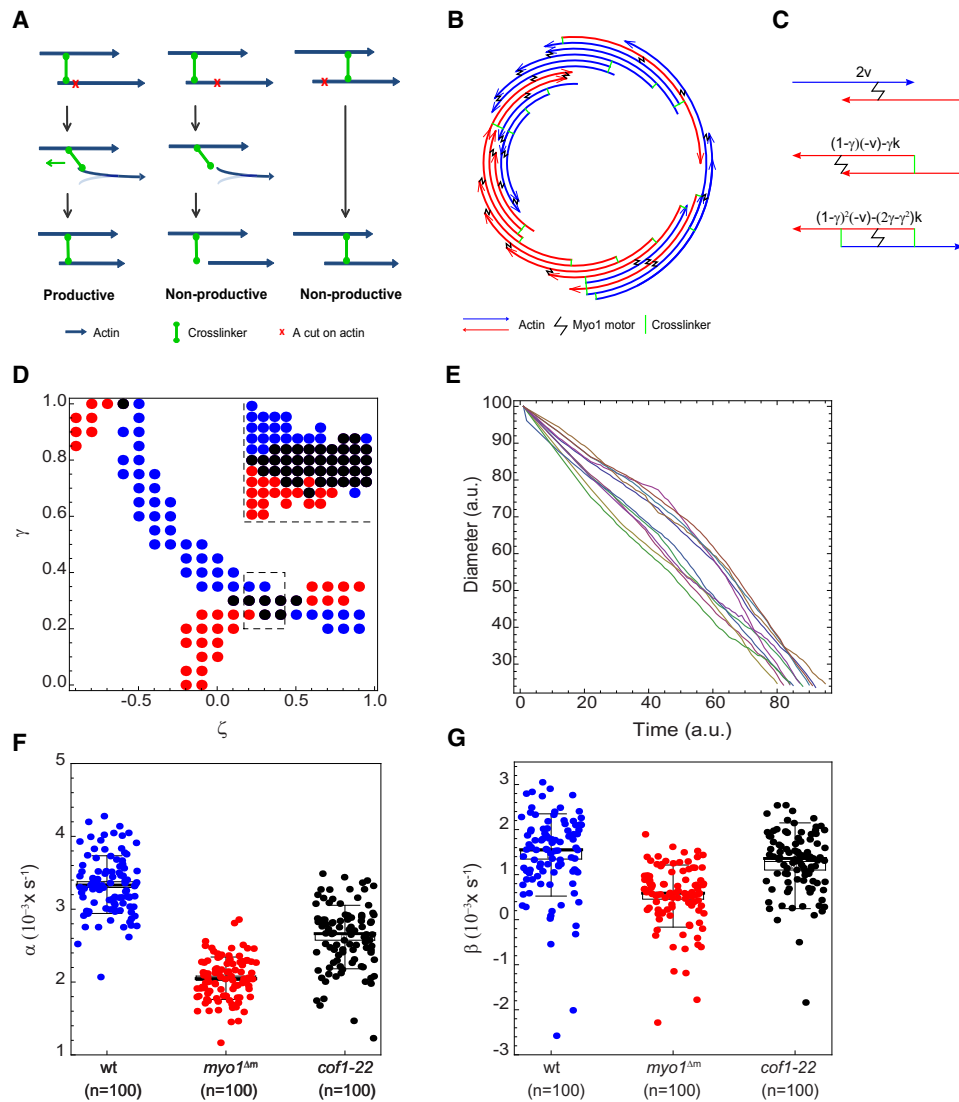 A
Productive
Non-productive
Non-productive
Actin
Crosslinker
x A cut on actin
B
Actin
Myo1 motor
Crosslinker
C
2v
(1-γ)(-v)-γk
(1-γ)²(-v)-(2γ-γ²)k
D
1.0
0.8
0.6
0.4
0.2
0.0
γ
-0.5
0.0
0.5
1.0
ζ
E
100
90
80
70
60
50
40
30
Diameter (a.u.)
0
20
40
60
80
Time (a.u.)
F
5
4
3
2
1
α (10⁻³x s⁻¹)
wt
(n=100)
myo1Δm
(n=100)
cof1-22
(n=100)
G
3
2
1
0
-1
-2
-3
β (10⁻³x s⁻¹)
wt
(n=100)
myo1Δm
(n=100)
cof1-22
(n=100)